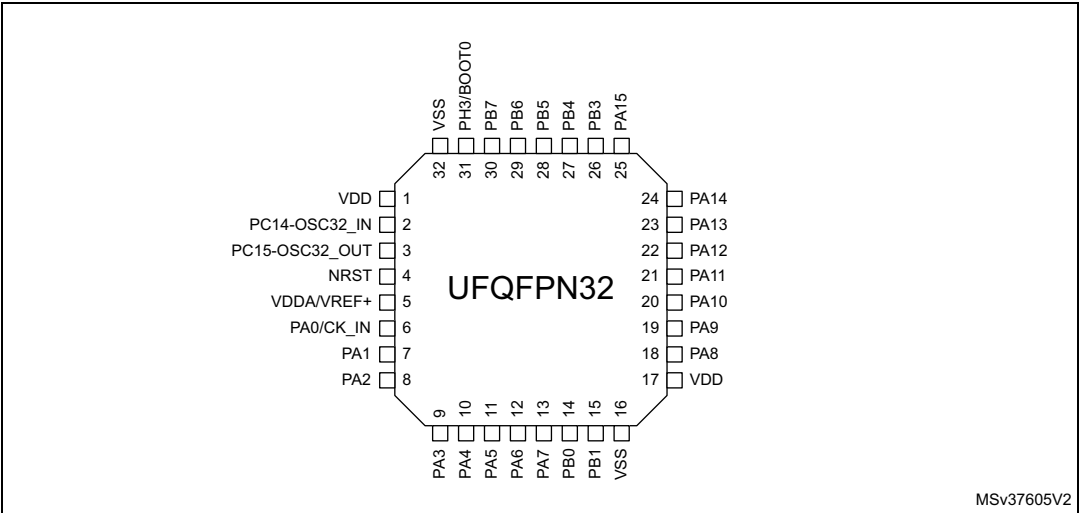 VSS
PH3/BOOT0
PB7
PB6
PB5
PB4
PB3
PA15
32
31
30
29
28
27
26
25
VDD 1
PC14-OSC32_IN 2
PC15-OSC32_OUT 3
NRST 4
VDDA/VREF+ 5
PA0/CK_IN 6
PA1 7
PA2 8
UFQFPN32
24 PA14
23 PA13
22 PA12
21 PA11
20 PA10
19 PA9
18 PA8
17 VDD
9
10
11
12
13
14
15
16
PA3
PA4
PA5
PA6
PA7
PB0
PB1
VSS
MSv37605V2